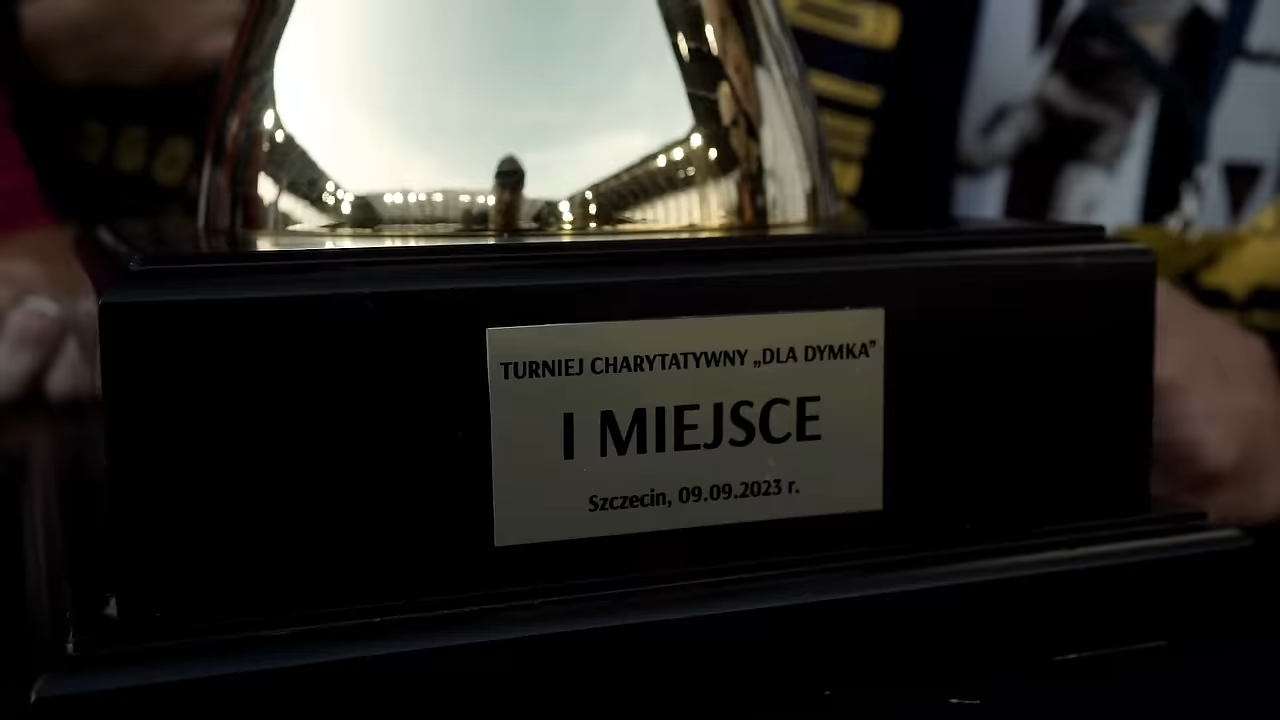 TURNIEJ CHARYTATYWNY „DLA DYMKA”
I MIEJSCE
Szczecin, 09.09.2023 r.